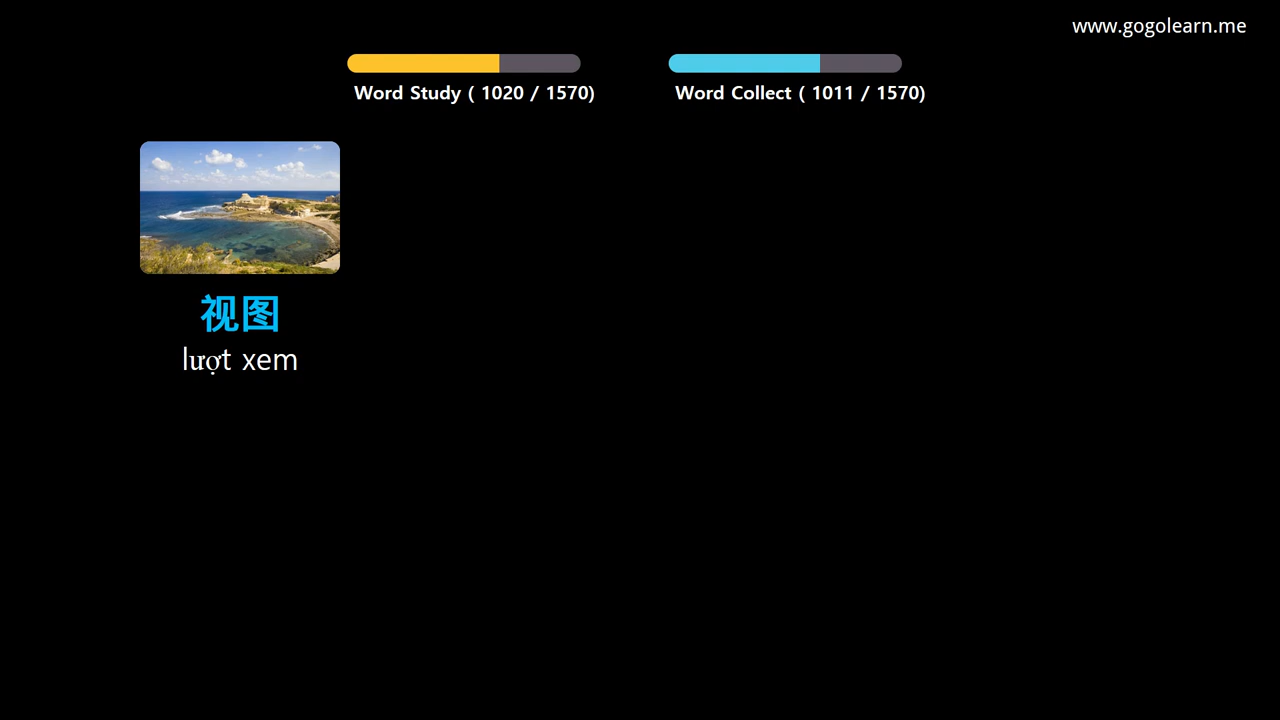 www.gogolearn.me
Word Study ( 1020 / 1570)
Word Collect ( 1011 / 1570)
视图
lượt xem